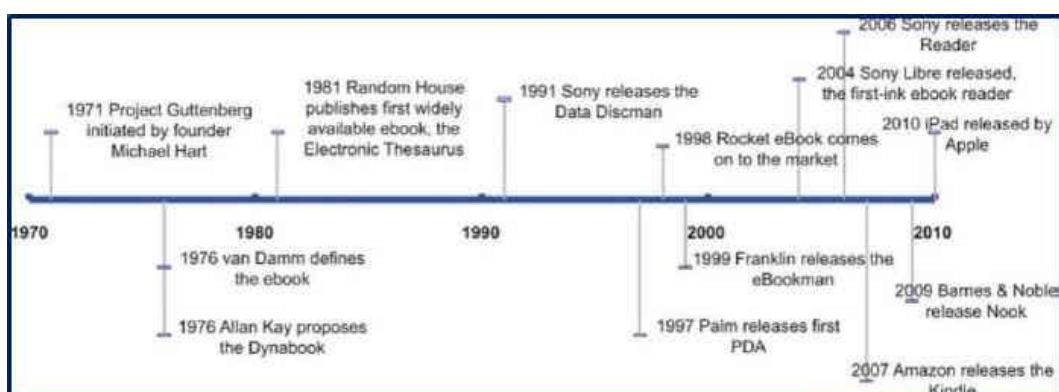 2006 Sony releases the
Reader
1981 Random House
publishes first widely
available ebook, the
Electronic Thesaurus
1991 Sony releases the
Data Discman
2004 Sony Libre released,
the first-ink ebook reader
1971 Project Guttenberg
initiated by founder
Michael Hart
1998 Rocket eBook comes
on to the market
2010 iPad released by
Apple
1970
1980
1990
2000
2010
1976 van Damm defines
the ebook
1999 Franklin releases the
eBookman
2009 Barnes & Noble
release Nook
1976 Allan Kay proposes
the Dynabook
1997 Palm releases first
PDA
2007 Amazon releases the
Kindle